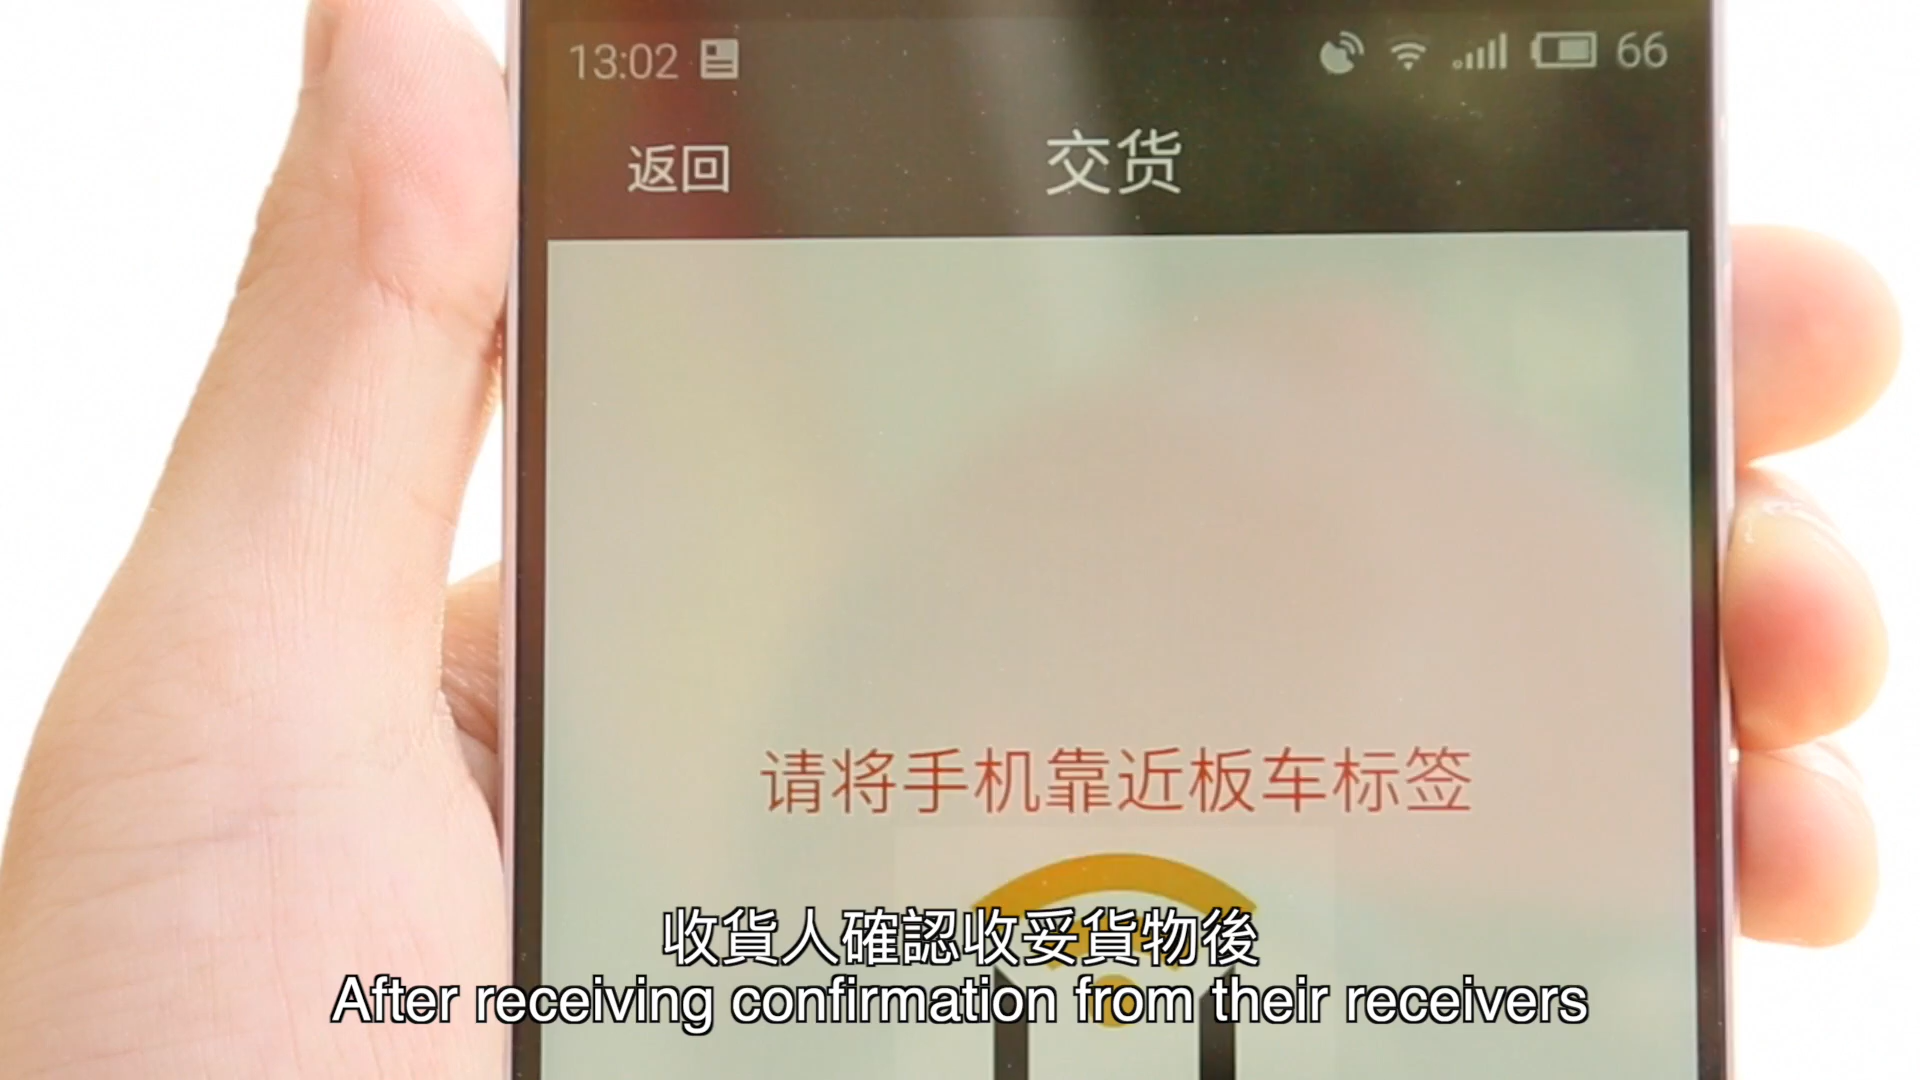 13:02
66
返回
交货
请将手机靠近板车标签
收貨人確認收妥貨物後
After receiving confirmation from their receivers